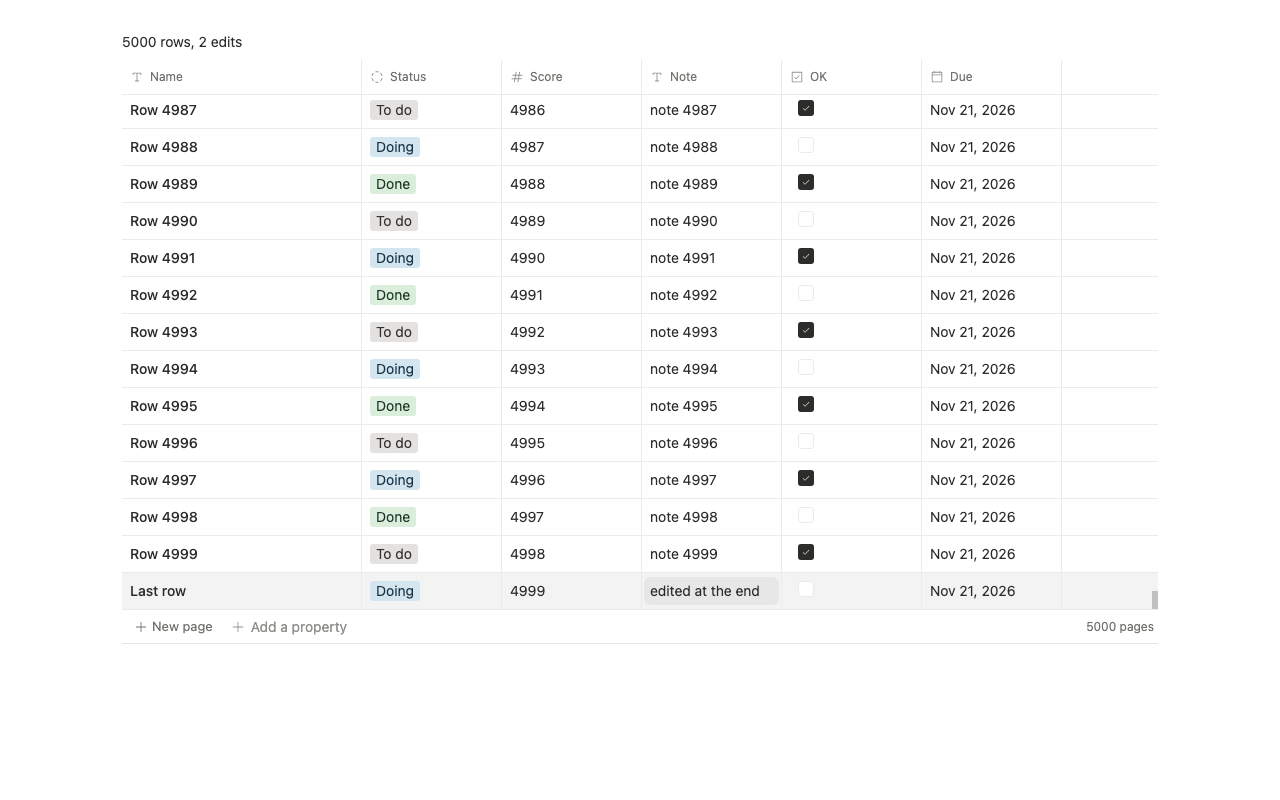 5000 rows, 2 edits
Name Status Score Note OK Due
Row 4987 To do 4986 note 4987 Nov 21, 2026
Row 4988 Doing 4987 note 4988 Nov 21, 2026
Row 4989 Done 4988 note 4989 Nov 21, 2026
Row 4990 To do 4989 note 4990 Nov 21, 2026
Row 4991 Doing 4990 note 4991 Nov 21, 2026
Row 4992 Done 4991 note 4992 Nov 21, 2026
Row 4993 To do 4992 note 4993 Nov 21, 2026
Row 4994 Doing 4993 note 4994 Nov 21, 2026
Row 4995 Done 4994 note 4995 Nov 21, 2026
Row 4996 To do 4995 note 4996 Nov 21, 2026
Row 4997 Doing 4996 note 4997 Nov 21, 2026
Row 4998 Done 4997 note 4998 Nov 21, 2026
Row 4999 To do 4998 note 4999 Nov 21, 2026
Last row Doing 4999 edited at the end Nov 21, 2026
New page Add a property 5000 pages